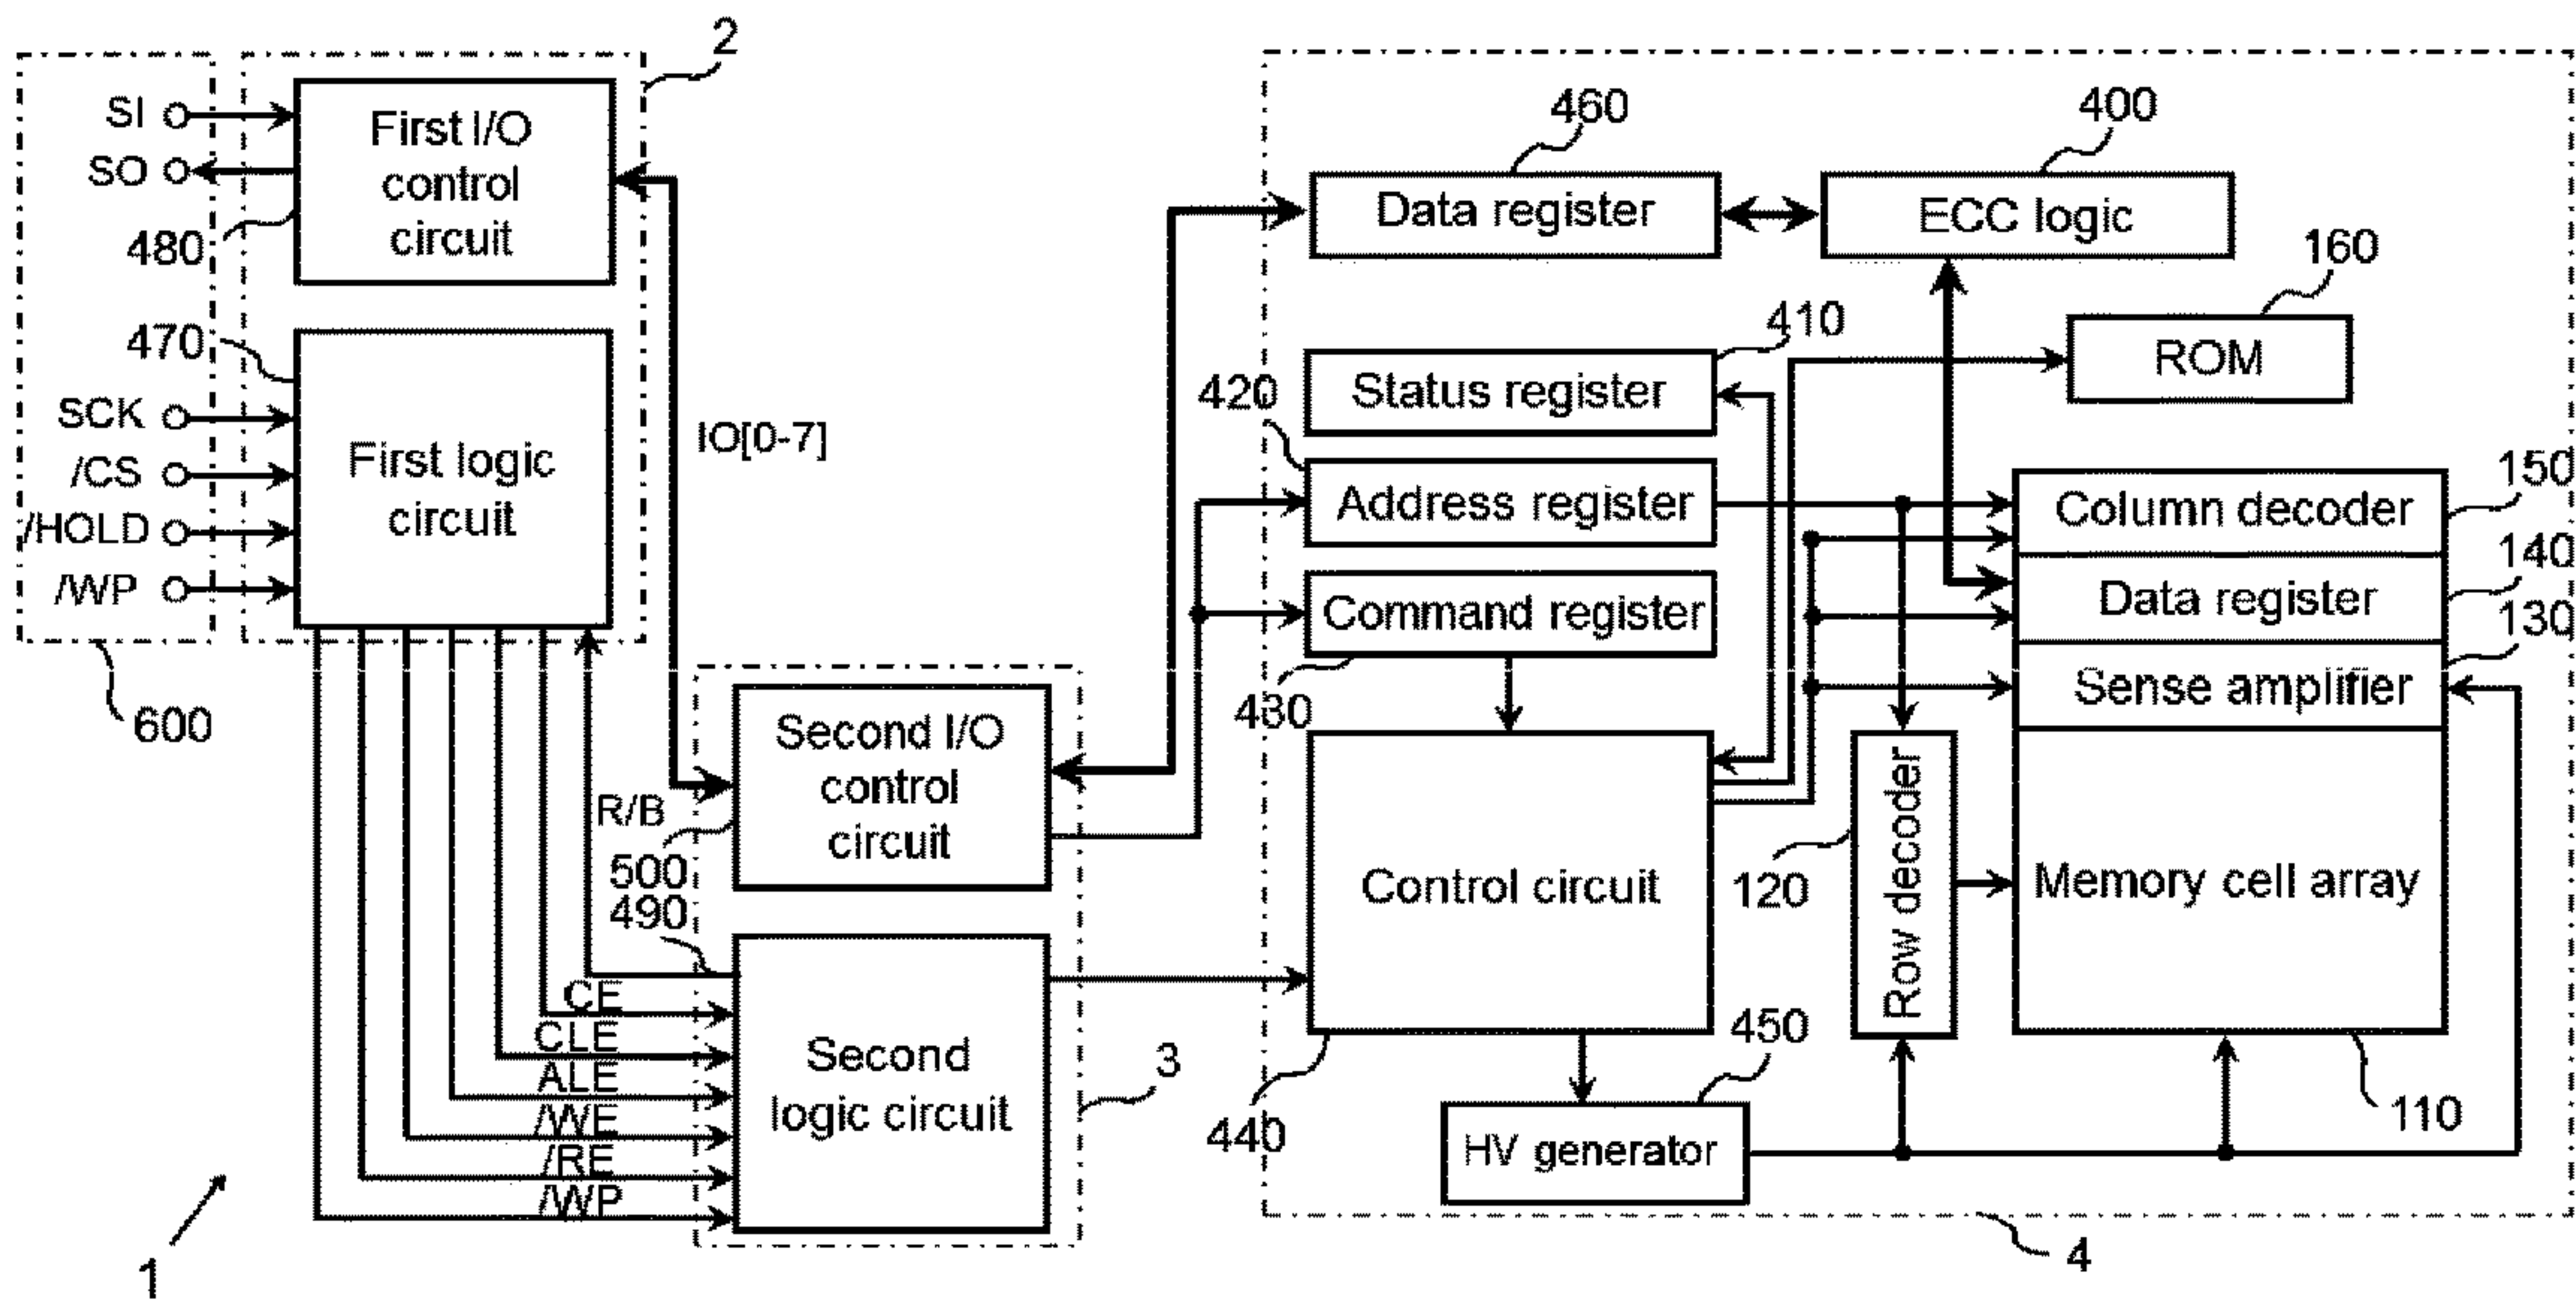 2
SI
SO
480
First I/O
control
circuit
470
SCK
/CS
/HOLD
/WP
First logic
circuit
600
IO[0-7]
R/B
500
490
Second I/O
control
circuit
CE
CLE
ALE
/WE
/RE
/WP
Second
logic circuit
3
1
460
Data register
400
ECC logic
160
ROM
410
Status register
420
Address register
Command register
430
Control circuit
440
450
HV generator
120
Row decoder
150
Column decoder
140
Data register
130
Sense amplifier
Memory cell array
110
4